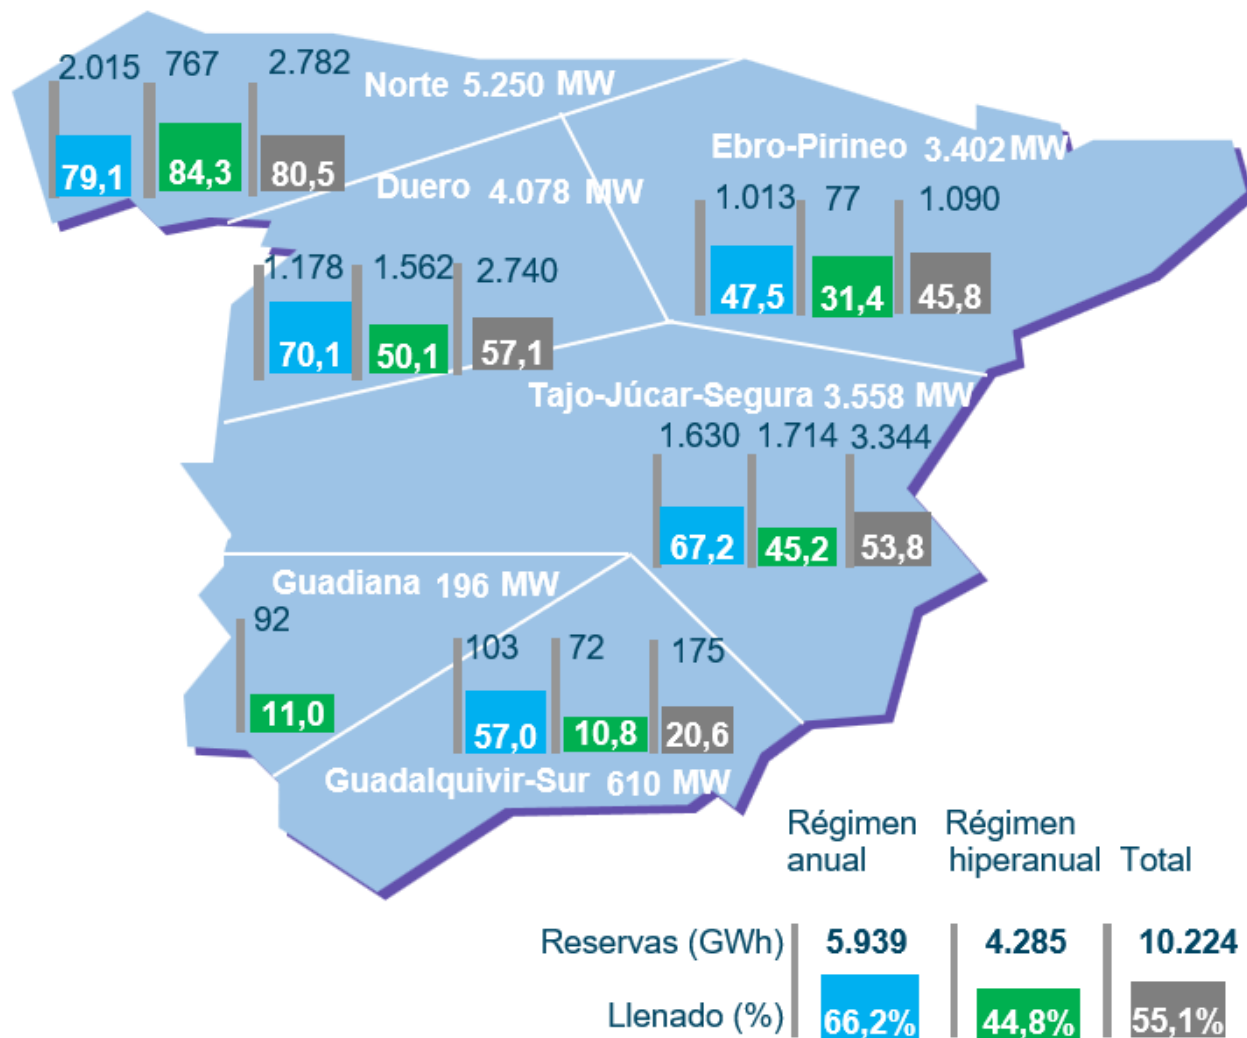 2.015 767 2.782
Norte 5.250 MW
79,1 84,3 80,5
Ebro-Pirineo 3.402 MW
1.013 77 1.090
47,5 31,4 45,8
Duero 4.078 MW
1.178 1.562 2.740
70,1 50,1 57,1
Tajo-Júcar-Segura 3.558 MW
1.630 1.714 3.344
67,2 45,2 53,8
Guadiana 196 MW
92
11,0
103 72 175
57,0 10,8 20,6
Guadalquivir-Sur 610 MW
Régimen anual Régimen hiperanual Total
Reservas (GWh) 5.939 4.285 10.224
Llenado (%) 66,2% 44,8% 55,1%